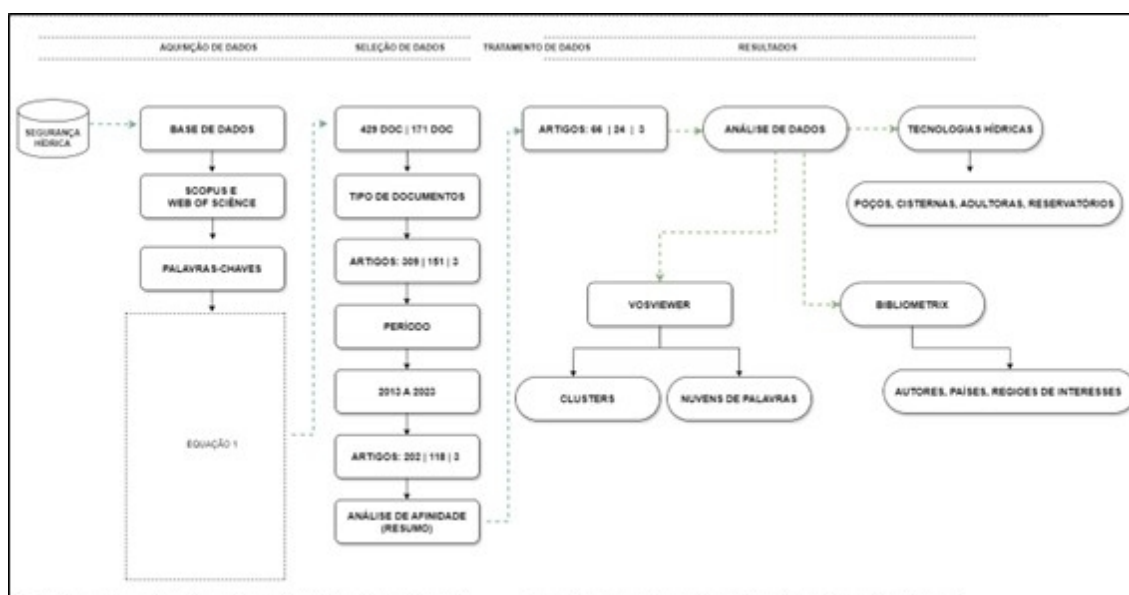 AQUISIÇÃO DE DADOS
SELEÇÃO DE DADOS
TRATAMENTO DE DADOS
RESULTADOS
SEGURANÇA
HÍDRICA
BASE DE DADOS
SCOPUS E
WEB OF SCIÊNCE
PALAVRAS-CHAVES
EQUAÇÃO 1
429 DOC | 171 DOC
TIPO DE DOCUMENTOS
ARTIGOS: 309 | 151 | 3
PERÍODO
2013 A 2023
ARTIGOS: 202 | 118 | 3
ANÁLISE DE AFINIDADE
(RESUMO)
ARTIGOS: 66 | 24 | 3
ANÁLISE DE DADOS
TECNOLOGIAS HÍDRICAS
POÇOS, CISTERNAS, ADULTORAS, RESERVATÓRIOS
VOSVIEWER
CLUSTERS
NUVENS DE PALAVRAS
BIBLIOMETRIX
AUTORES, PAÍSES, REGIOES DE INTERESSES